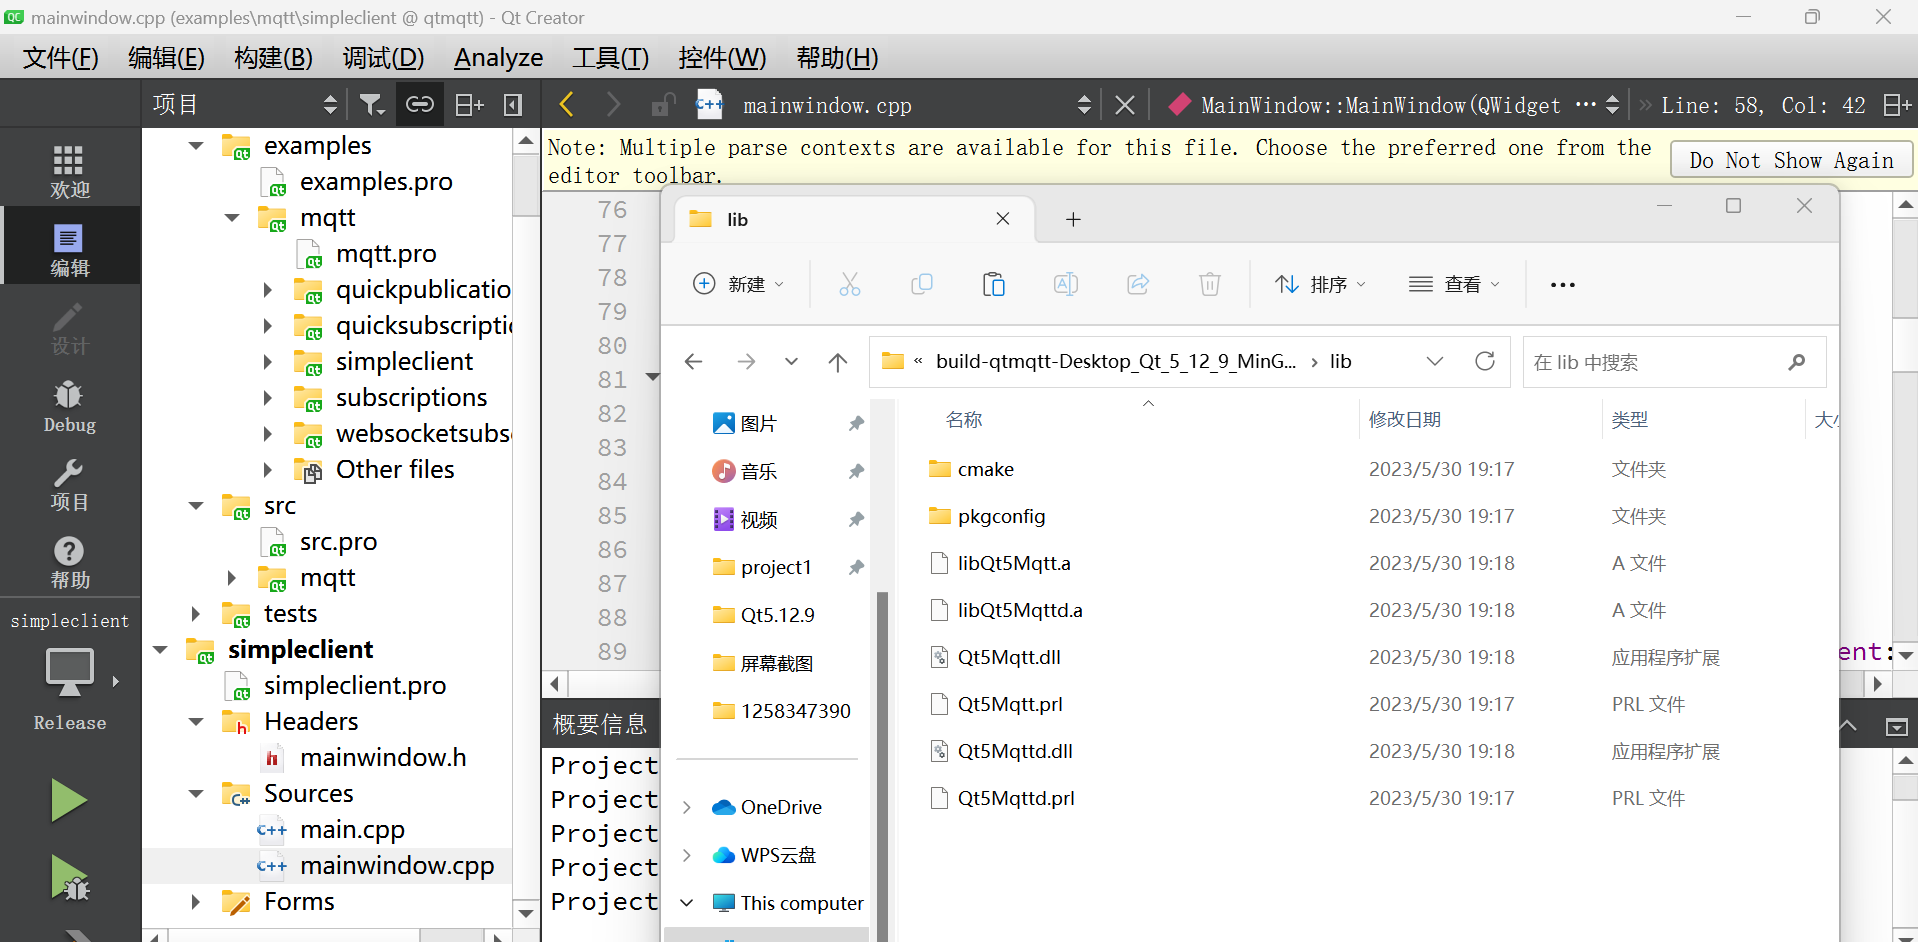 mainwindow.cpp (examples\mqtt\simpleclient @ qtmqtt) - Qt Creator
文件(F) 编辑(E) 构建(B) 调试(D) Analyze 工具(T) 控件(W) 帮助(H)
项目
mainwindow.cpp
MainWindow::MainWindow(QWidget ···
» Line: 58, Col: 42
Note: Multiple parse contexts are available for this file. Choose the preferred one from the editor toolbar.
Do Not Show Again
欢迎
编辑
设计
Debug
项目
帮助
simpleclient
Release
examples
examples.pro
mqtt
mqtt.pro
quickpublicatio
quicksubscripti
simpleclient
subscriptions
websocketsubs
Other files
src
src.pro
mqtt
tests
simpleclient
simpleclient.pro
Headers
mainwindow.h
Sources
main.cpp
mainwindow.cpp
Forms
76
77
78
79
80
81
82
83
84
85
86
87
88
89
ent:
概要信息
Project
Project
Project
Project
Project
lib
新建
排序
查看
« build-qtmqtt-Desktop_Qt_5_12_9_MinG... › lib
在 lib 中搜索
图片
音乐
视频
project1
Qt5.12.9
屏幕截图
1258347390
OneDrive
WPS云盘
This computer
名称 修改日期 类型 大小
cmake 2023/5/30 19:17 文件夹
pkgconfig 2023/5/30 19:17 文件夹
libQt5Mqtt.a 2023/5/30 19:18 A 文件
libQt5Mqttd.a 2023/5/30 19:18 A 文件
Qt5Mqtt.dll 2023/5/30 19:18 应用程序扩展
Qt5Mqtt.prl 2023/5/30 19:17 PRL 文件
Qt5Mqttd.dll 2023/5/30 19:18 应用程序扩展
Qt5Mqttd.prl 2023/5/30 19:17 PRL 文件